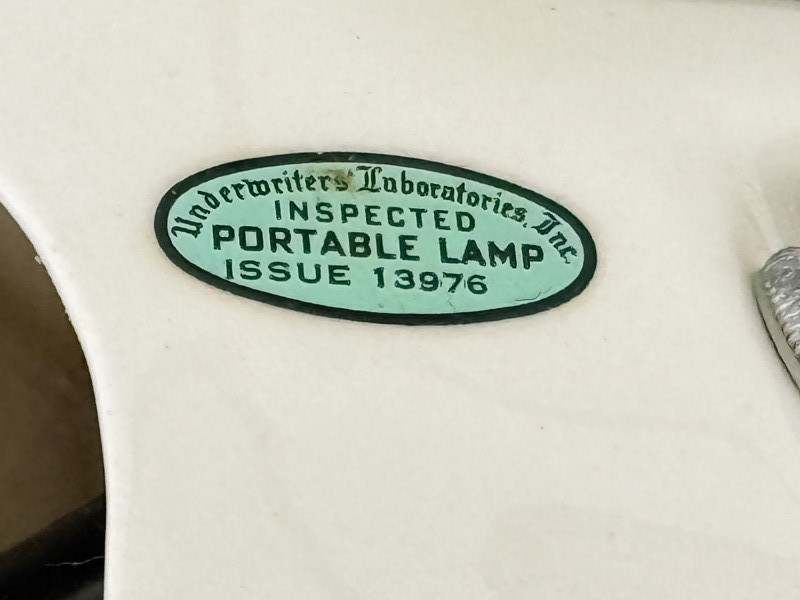 Underwriters' Laboratories, Inc.
INSPECTED
PORTABLE LAMP
ISSUE 13976